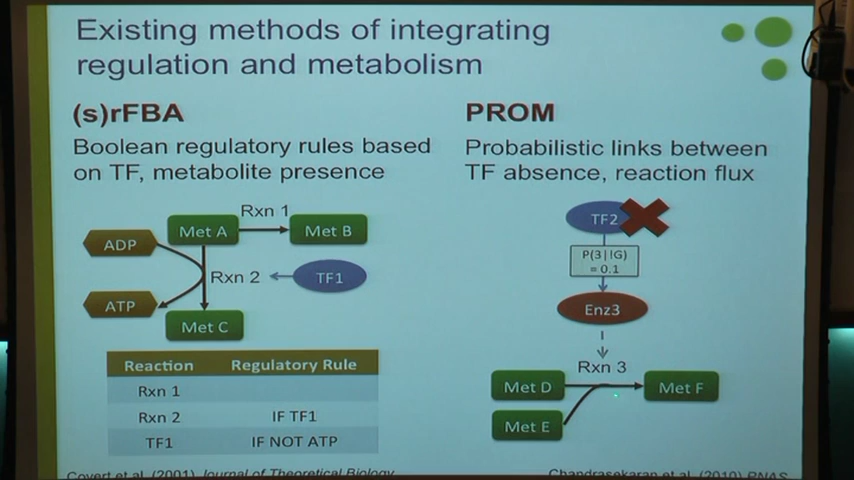 Existing methods of integrating
regulation and metabolism
(s)rFBA
Boolean regulatory rules based
on TF, metabolite presence
Rxn 1
Met A
Met B
ADP
Rxn 2
TF1
ATP
Met C
Reaction Regulatory Rule
Rxn 1
Rxn 2 IF TF1
TF1 IF NOT ATP
Covert et al. (2001) Journal of Theoretical Biology
PROM
Probabilistic links between
TF absence, reaction flux
TF2
P(3|IG)
= 0.1
Enz3
Rxn 3
Met D
Met F
Met E
Chandrasekaran et al. (2010) PNAS